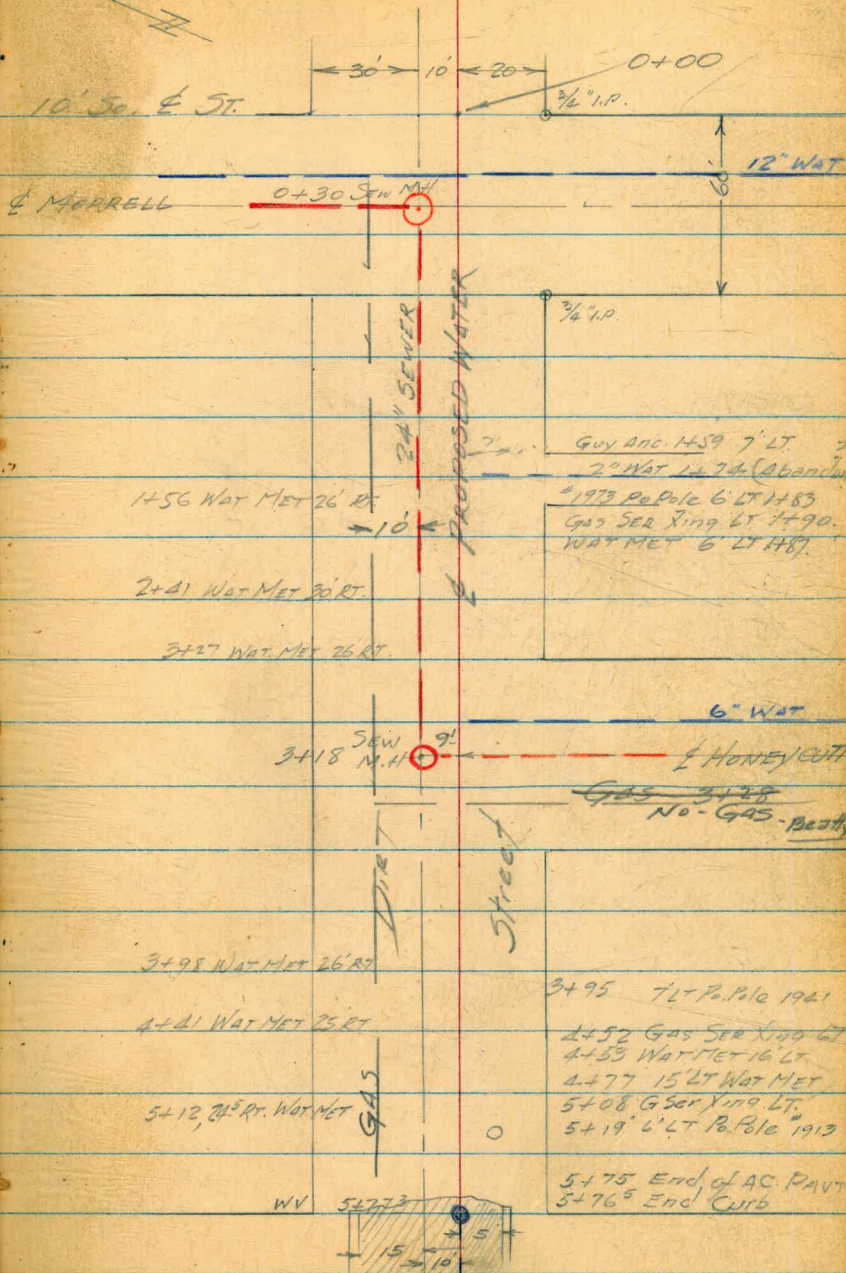 30' 10' 20'
0+00
10' So. ℄ ST.
3/4" I.P.
12" WAT
60'
℄ MERRELL
0+30 SEW M.H.
3/4" I.P.
24" SEWER
℄ PROPOSED WATER
GUY ANC. 1+59 7' LT
2" WAT 1+74 (Abando
1+56 WAT MET 26' RT
#1973 Po Pole 6' LT 1+83
GAS SER Xing LT 1+90.
10'
WAT MET 6' LT 1+87.
2+41 WAT MET 30' RT.
3+27 WAT. MET 26' RT.
6" WAT
3+18 SEW M.H.
9'
℄ HONEYCUTT
GAS 3+28
NO-GAS - Beatty
DIRT Street
3+98 WAT. MET 26' RT
3+95 7' LT Po. Pole 1941
4+41 WAT MET 25' RT
4+52 GAS SER Xing LT
4+53 WAT MET 16' LT
4+77 15' LT WAT MET
5+12, 24⁵ RT. WAT MET
GAS
5+08 G Ser Xing LT.
5+19 6' LT Po. Pole #1913
5+75 End of AC. PAVT
5+76⁵ End Curb
WV 5+77³
5
15
10'